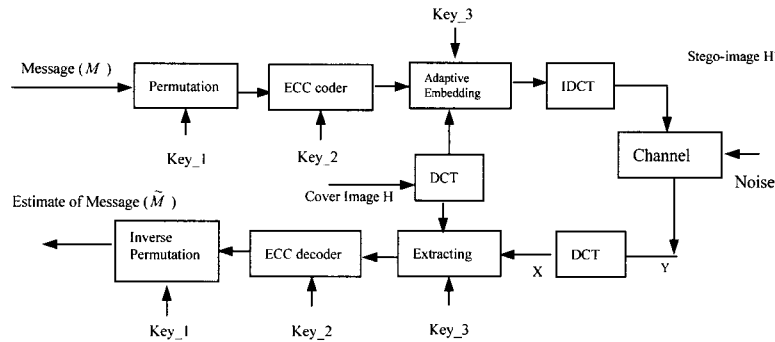 Key_3
Stego-image H
Message (M)
Permutation
ECC coder
Adaptive
Embedding
IDCT
Key_1
Key_2
Channel
Noise
DCT
Cover Image H
Estimate of Message (M̃)
Inverse
Permutation
ECC decoder
Extracting
X
DCT
Y
Key_1
Key_2
Key_3